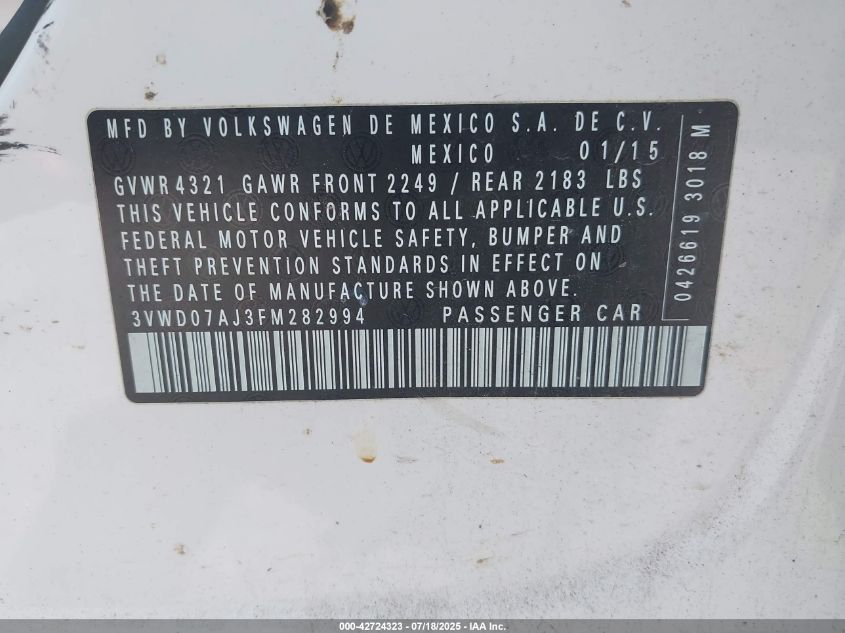 MFD BY VOLKSWAGEN DE MEXICO S.A. DE C.V.
MEXICO 01/15
GVWR 4321 GAWR FRONT 2249 / REAR 2183 LBS
THIS VEHICLE CONFORMS TO ALL APPLICABLE U.S.
FEDERAL MOTOR VEHICLE SAFETY, BUMPER AND
THEFT PREVENTION STANDARDS IN EFFECT ON
THE DATE OF MANUFACTURE SHOWN ABOVE.
3VWD07AJ3FM282994 PASSENGER CAR
0426619 3018 M
000-42724323 - 07/18/2025 - IAA Inc.